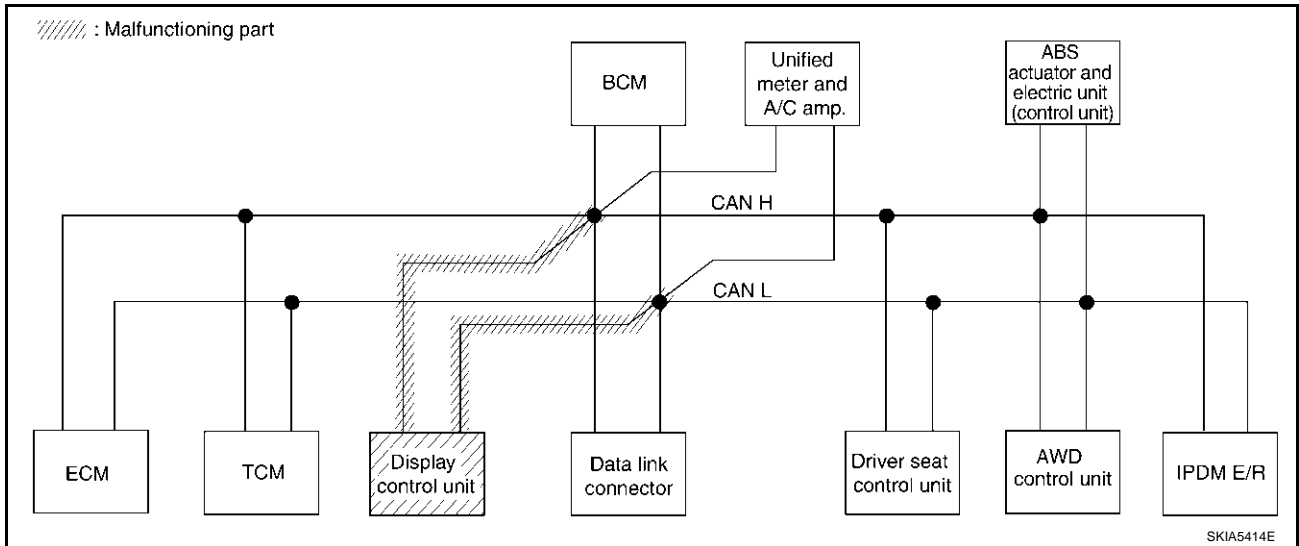 : Malfunctioning part
BCM
Unified
meter and
A/C amp.
ABS
actuator and
electric unit
(control unit)
CAN H
CAN L
ECM
TCM
Display
control unit
Data link
connector
Driver seat
control unit
AWD
control unit
IPDM E/R
SKIA5414E